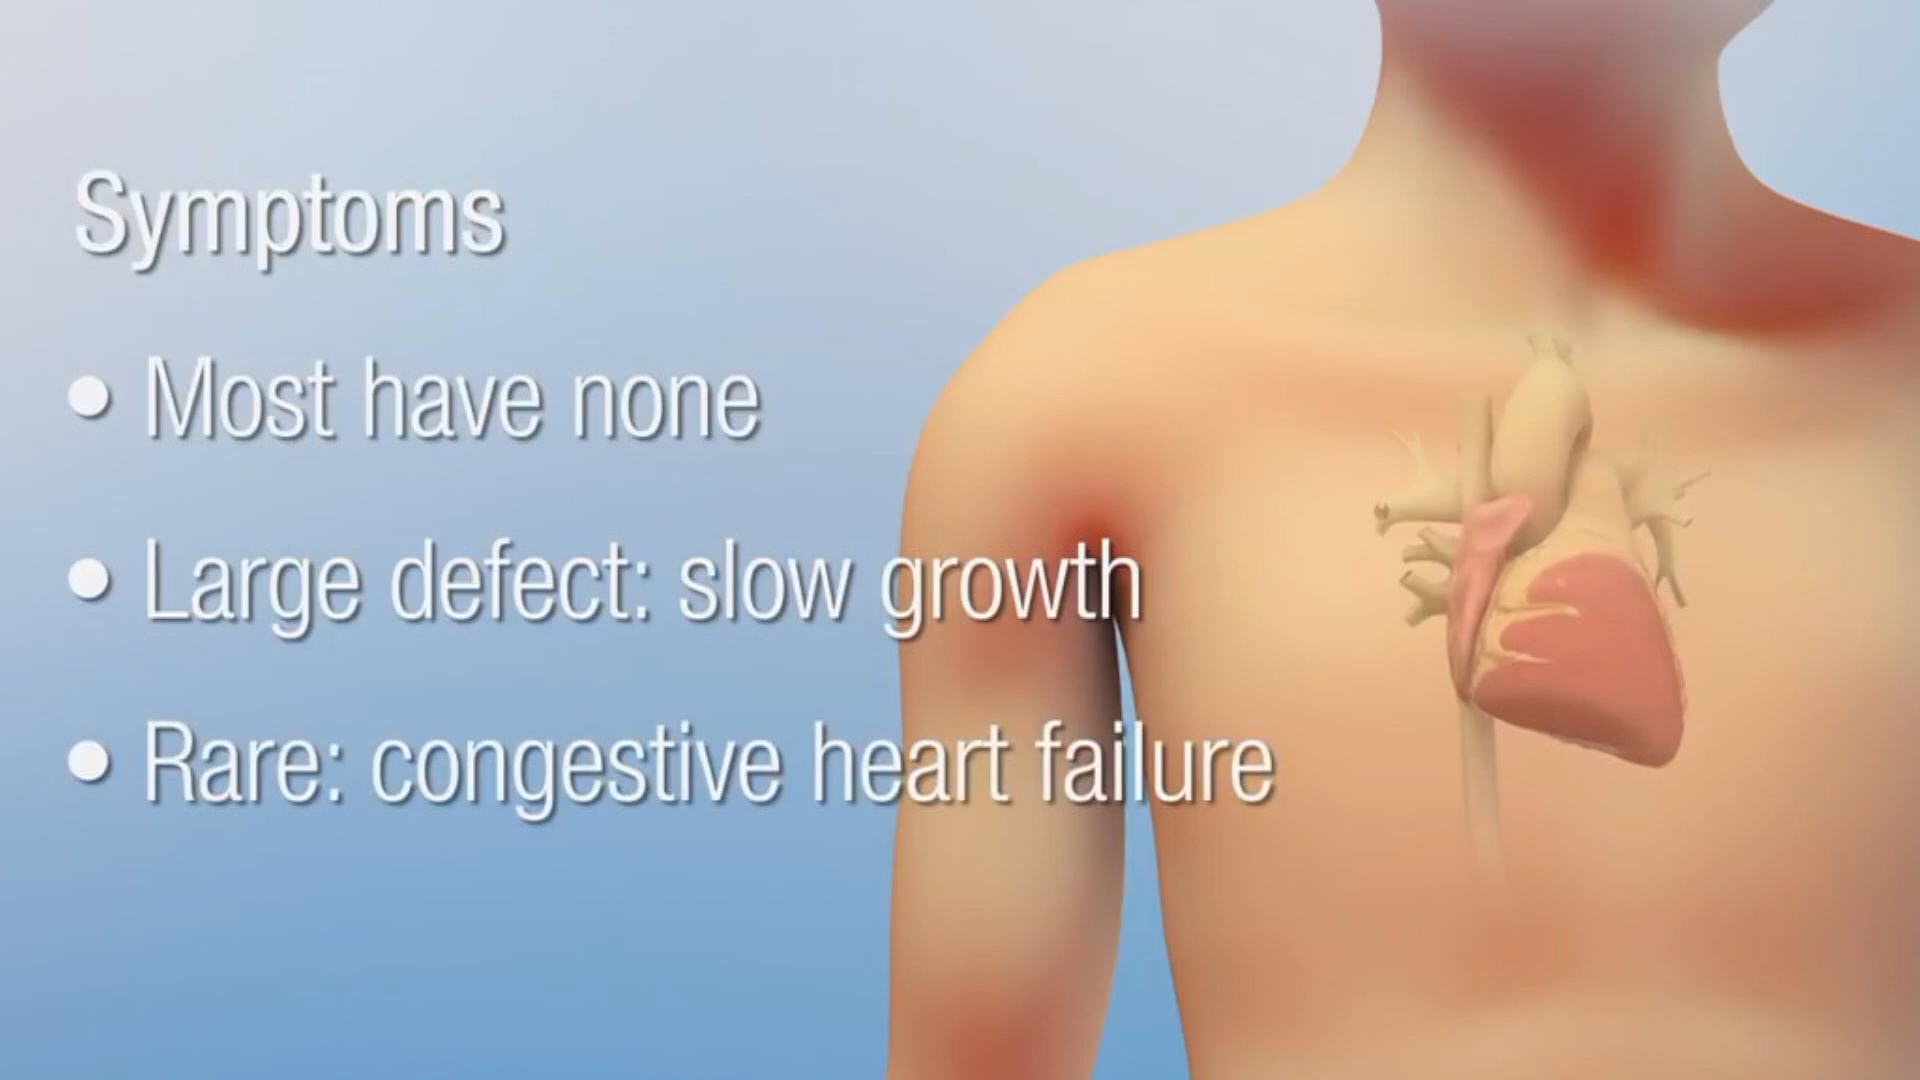 Symptoms
• Most have none
• Large defect: slow growth
• Rare: congestive heart failure